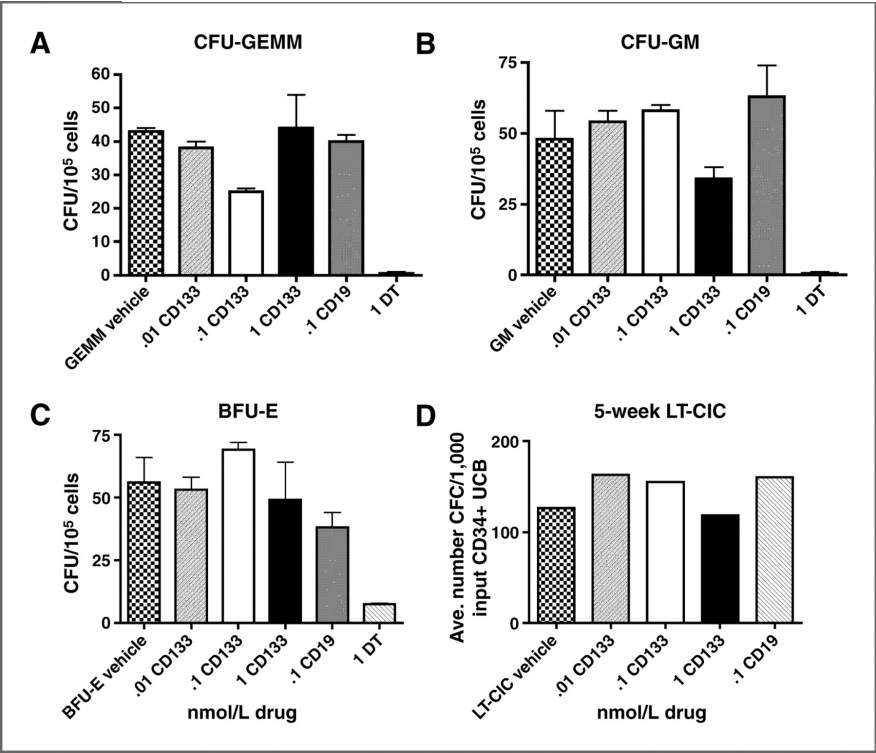 A
CFU-GEMM
CFU/10⁵ cells
60
50
40
30
20
10
0
GEMM vehicle
.01 CD133
.1 CD133
1 CD133
.1 CD19
1 DT
B
CFU-GM
CFU/10⁵ cells
75
50
25
0
GM vehicle
.01 CD133
.1 CD133
1 CD133
.1 CD19
1 DT
C
BFU-E
CFU/10⁵ cells
75
50
25
0
BFU-E vehicle
.01 CD133
.1 CD133
1 CD133
.1 CD19
1 DT
nmol/L drug
D
5-week LT-CIC
Ave. number CFC/1,000
input CD34+ UCB
200
100
0
LT-CIC vehicle
.01 CD133
.1 CD133
1 CD133
.1 CD19
nmol/L drug